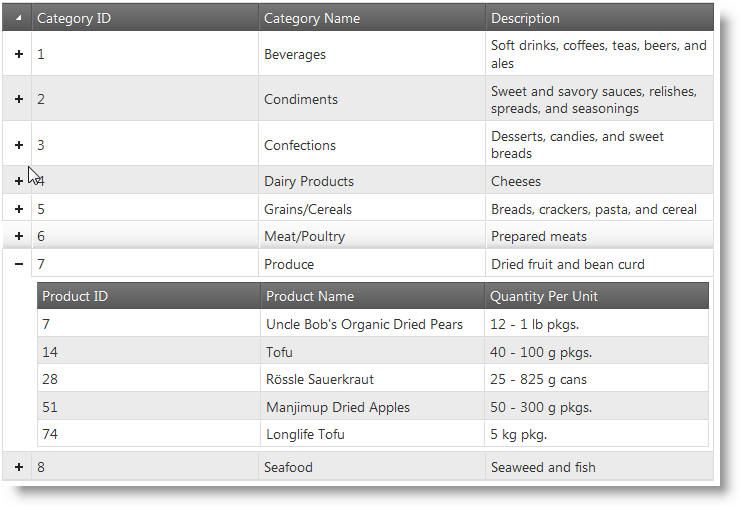 Category ID Category Name Description
1 Beverages Soft drinks, coffees, teas, beers, and
ales
2 Condiments Sweet and savory sauces, relishes,
spreads, and seasonings
3 Confections Desserts, candies, and sweet
breads
4 Dairy Products Cheeses
5 Grains/Cereals Breads, crackers, pasta, and cereal
6 Meat/Poultry Prepared meats
7 Produce Dried fruit and bean curd
Product ID Product Name Quantity Per Unit
7 Uncle Bob's Organic Dried Pears 12 - 1 lb pkgs.
14 Tofu 40 - 100 g pkgs.
28 Rössle Sauerkraut 25 - 825 g cans
51 Manjimup Dried Apples 50 - 300 g pkgs.
74 Longlife Tofu 5 kg pkg.
8 Seafood Seaweed and fish